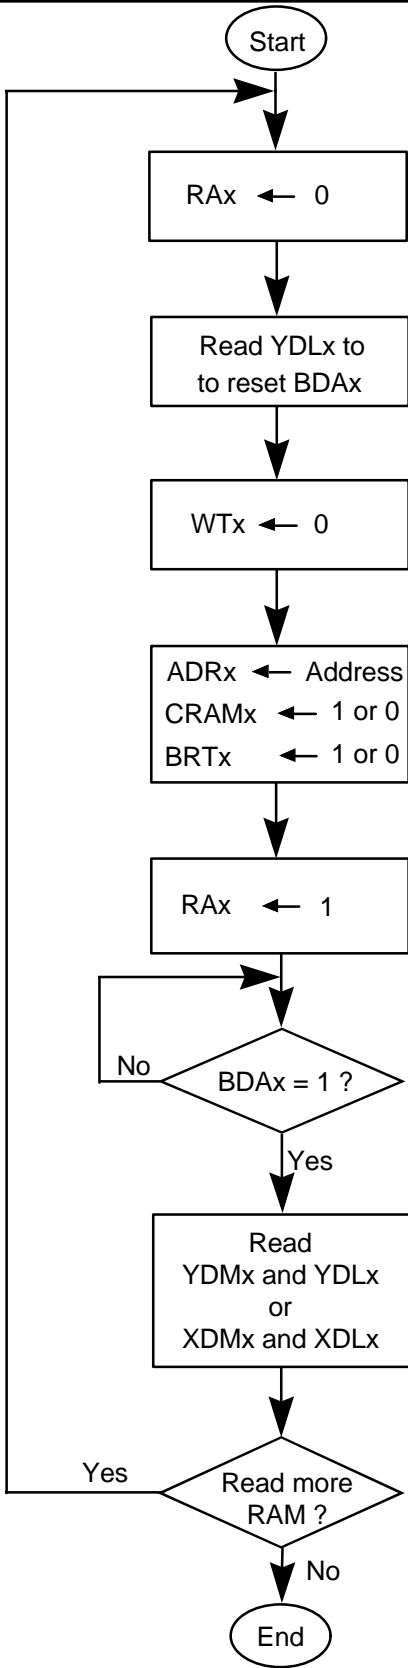 Start
RAx ← 0
Read YDLx to
to reset BDAx
WTx ← 0
ADRx ← Address
CRAMx ← 1 or 0
BRTx ← 1 or 0
RAx ← 1
No
BDAx = 1 ?
Yes
Read
YDMx and YDLx
or
XDMx and XDLx
Yes
Read more
RAM ?
No
End